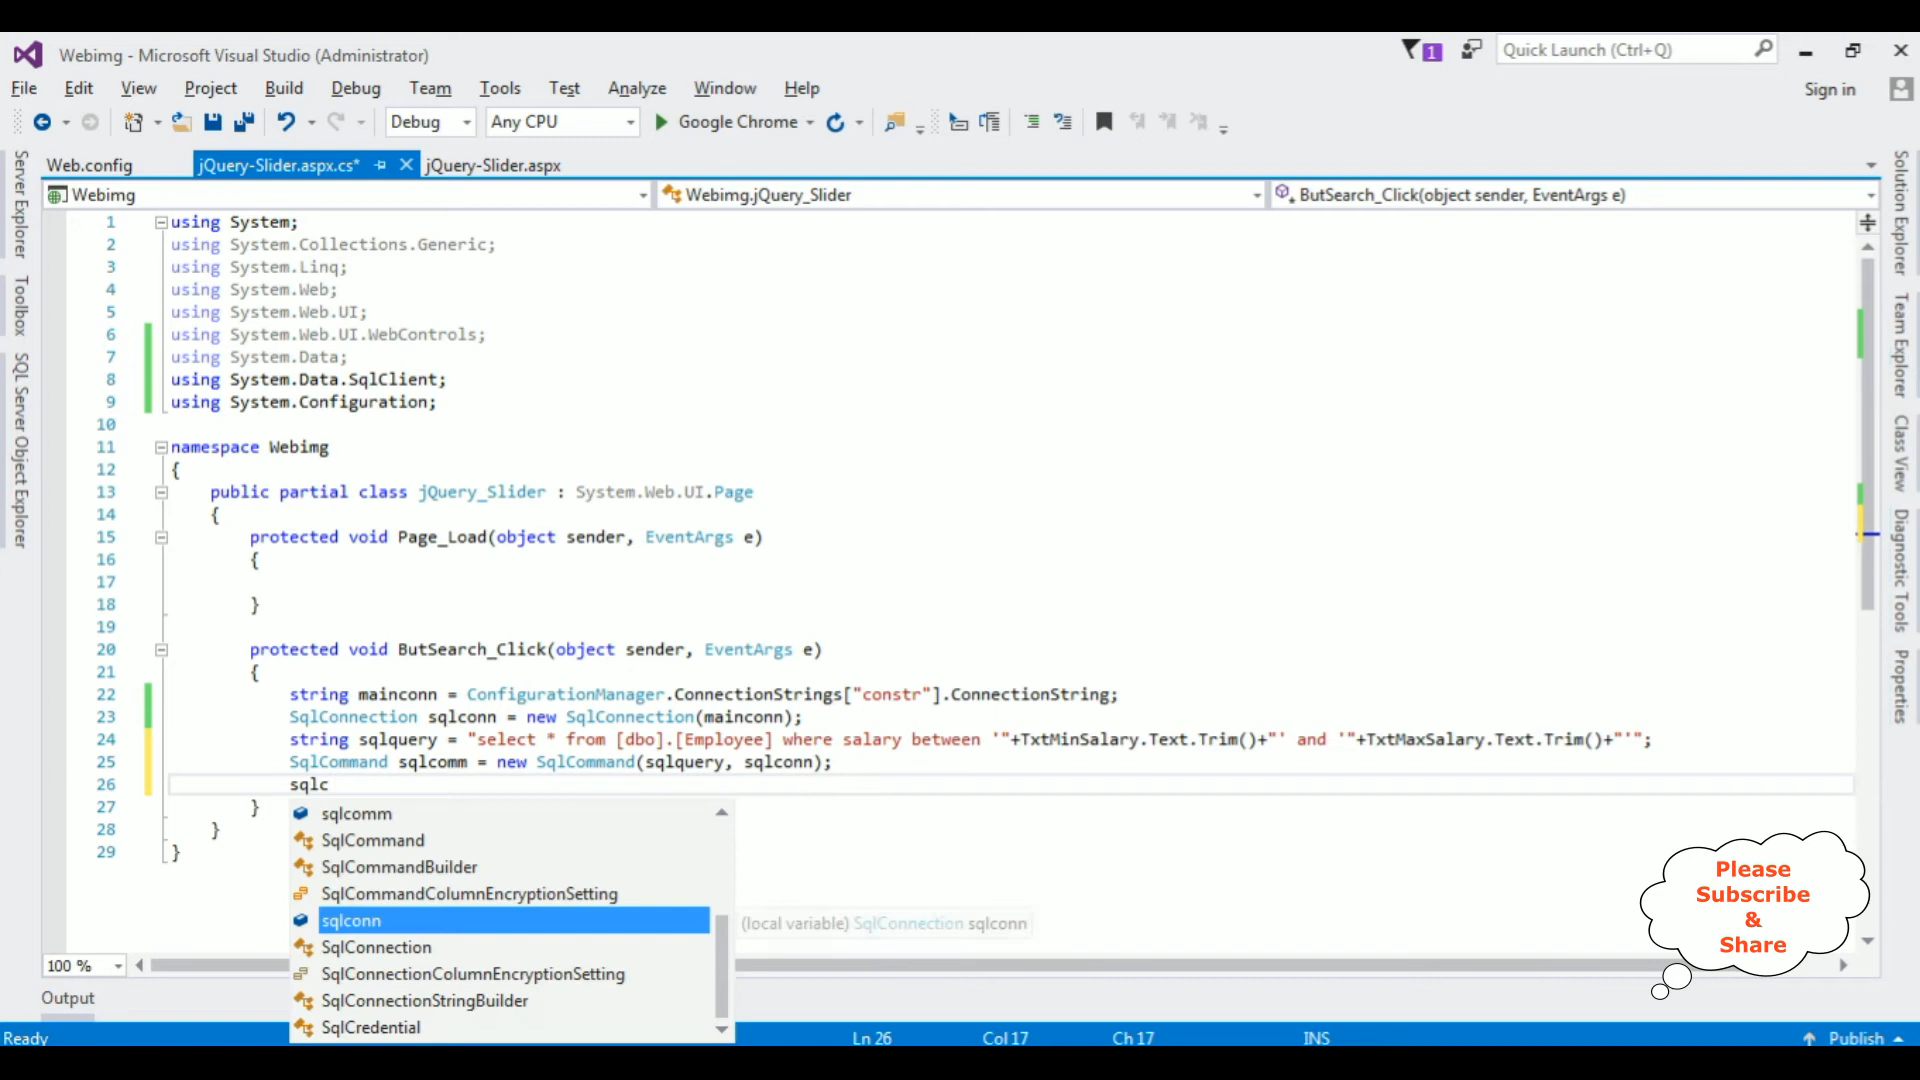 Webimg - Microsoft Visual Studio (Administrator)
1
Quick Launch (Ctrl+Q)
File Edit View Project Build Debug Team Tools Test Analyze Window Help
Sign in
Debug Any CPU Google Chrome
Web.config jQuery-Slider.aspx.cs* jQuery-Slider.aspx
Webimg Webimg.jQuery_Slider ButSearch_Click(object sender, EventArgs e)
Server Explorer
Toolbox
SQL Server Object Explorer
1 using System;
2 using System.Collections.Generic;
3 using System.Linq;
4 using System.Web;
5 using System.Web.UI;
6 using System.Web.UI.WebControls;
7 using System.Data;
8 using System.Data.SqlClient;
9 using System.Configuration;
10
11 namespace Webimg
12 {
13 public partial class jQuery_Slider : System.Web.UI.Page
14 {
15 protected void Page_Load(object sender, EventArgs e)
16 {
17
18 }
19
20 protected void ButSearch_Click(object sender, EventArgs e)
21 {
22 string mainconn = ConfigurationManager.ConnectionStrings["constr"].ConnectionString;
23 SqlConnection sqlconn = new SqlConnection(mainconn);
24 string sqlquery = "select * from [dbo].[Employee] where salary between '"+TxtMinSalary.Text.Trim()+"' and '"+TxtMaxSalary.Text.Trim()+"'";
25 SqlCommand sqlcomm = new SqlCommand(sqlquery, sqlconn);
26 sqlc
27 }
28 }
29 }
sqlcomm
SqlCommand
SqlCommandBuilder
SqlCommandColumnEncryptionSetting
sqlconn
(local variable) SqlConnection sqlconn
SqlConnection
SqlConnectionColumnEncryptionSetting
SqlConnectionStringBuilder
SqlCredential
Solution Explorer
Team Explorer
Class View
Diagnostic Tools
Properties
Please
Subscribe
&
Share
100 %
Output
Ready Ln 26 Col 17 Ch 17 INS Publish